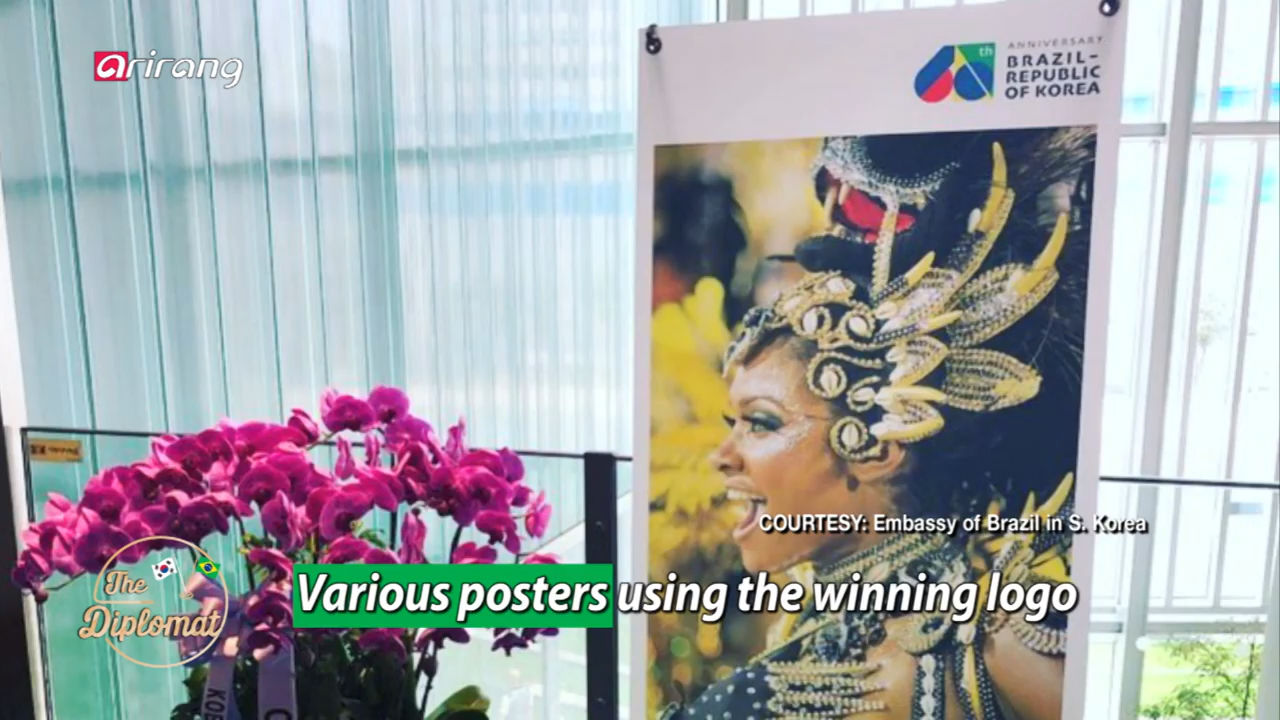 arirang
60th
ANNIVERSARY
BRAZIL-
REPUBLIC
OF KOREA
COURTESY: Embassy of Brazil in S. Korea
The
Diplomat
Various posters using the winning logo